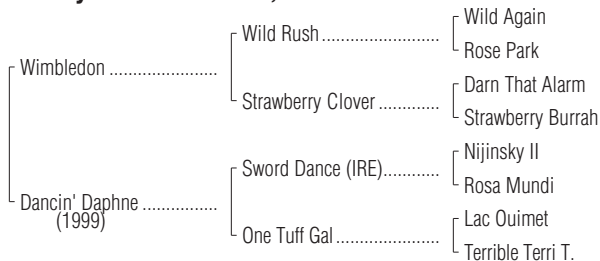 Wild Again
Wild Rush
Rose Park
Wimbledon
Darn That Alarm
Strawberry Clover
Strawberry Burrah
Nijinsky II
Sword Dance (IRE)
Rosa Mundi
Dancin' Daphne
(1999)
Lac Ouimet
One Tuff Gal
Terrible Terri T.